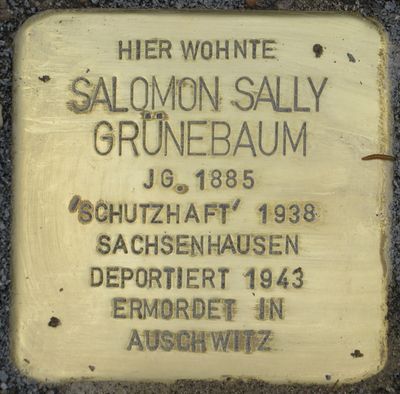 HIER WOHNTE
SALOMON SALLY
GRÜNEBAUM
JG. 1885
'SCHUTZHAFT' 1938
SACHSENHAUSEN
DEPORTIERT 1943
ERMORDET IN
AUSCHWITZ